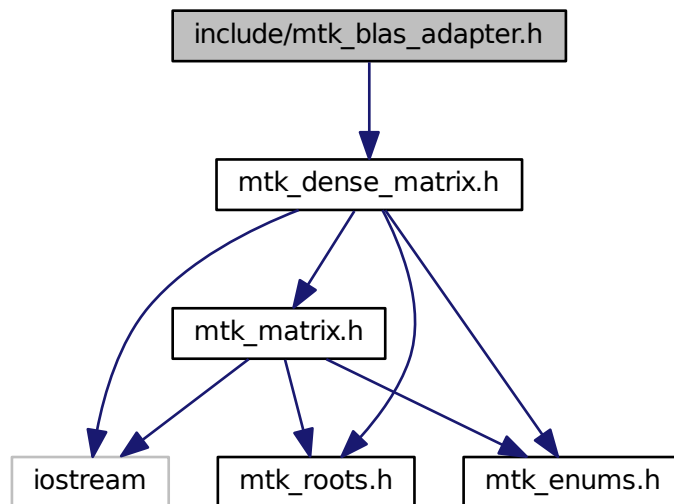 include/mtk_blas_adapter.h
mtk_dense_matrix.h
mtk_matrix.h
iostream
mtk_roots.h
mtk_enums.h